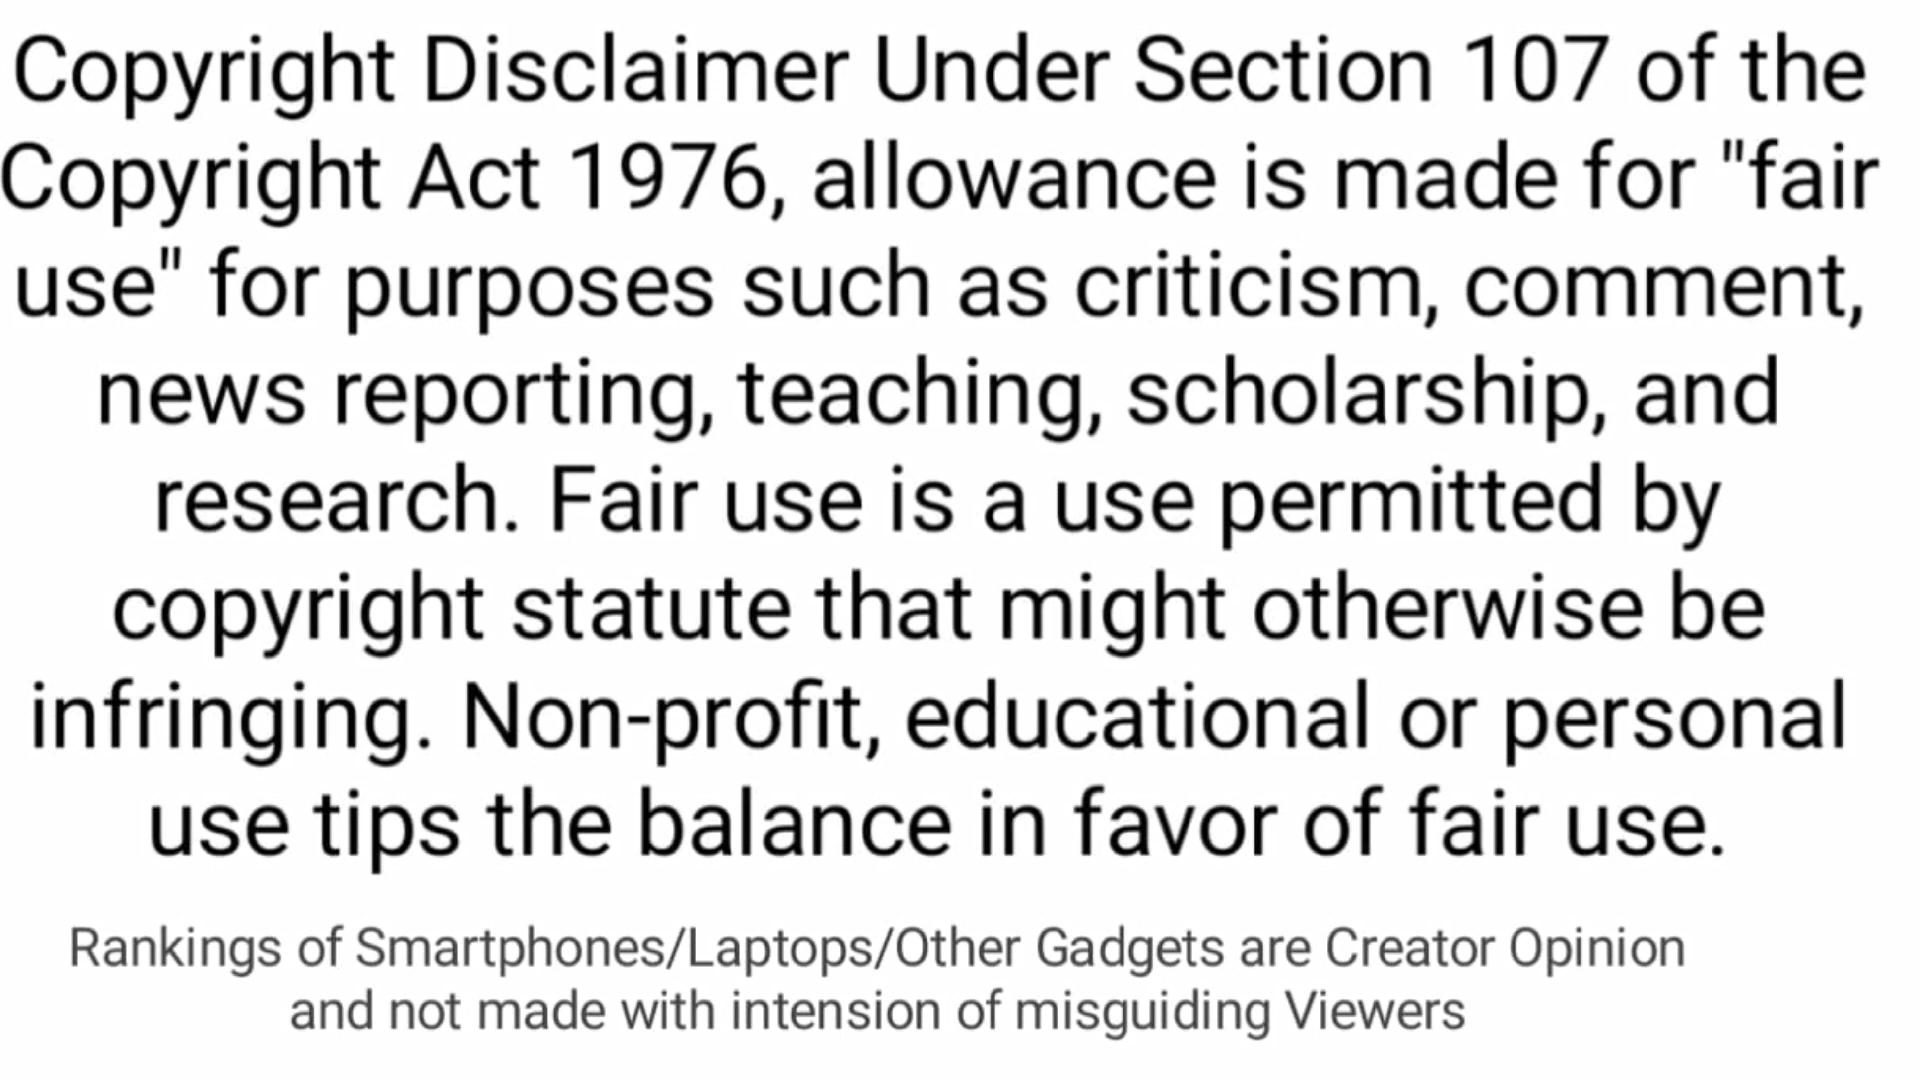 Copyright Disclaimer Under Section 107 of the
Copyright Act 1976, allowance is made for "fair
use" for purposes such as criticism, comment,
news reporting, teaching, scholarship, and
research. Fair use is a use permitted by
copyright statute that might otherwise be
infringing. Non-profit, educational or personal
use tips the balance in favor of fair use.
Rankings of Smartphones/Laptops/Other Gadgets are Creator Opinion
and not made with intension of misguiding Viewers